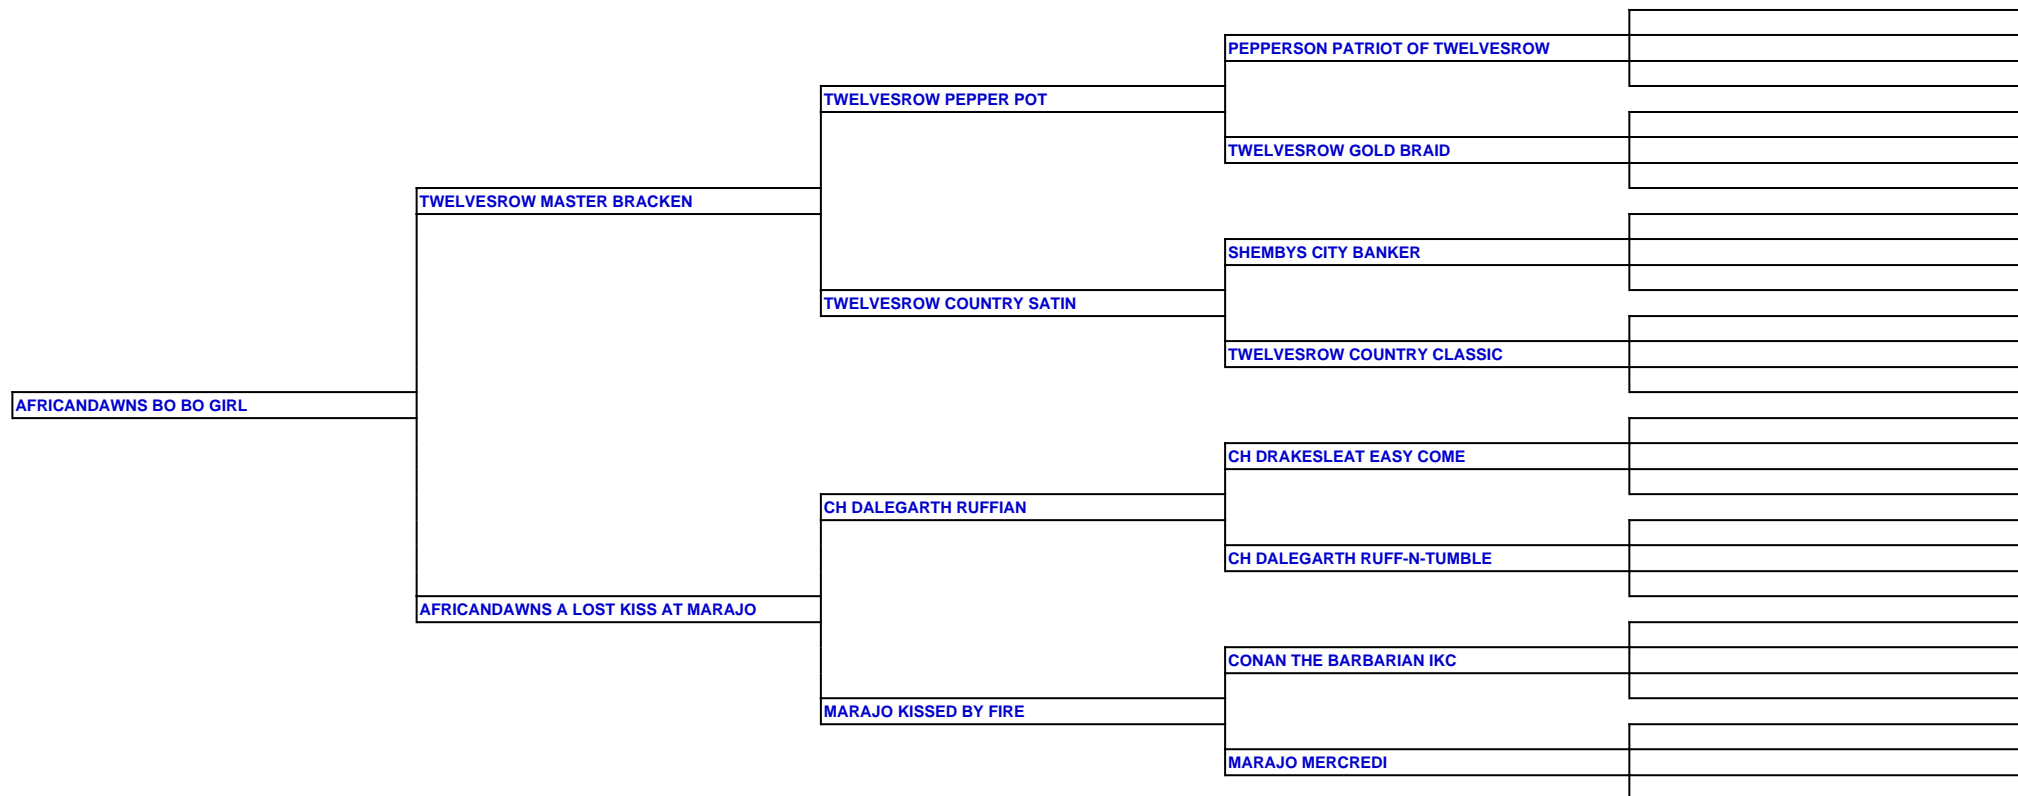 PEPPERSON PATRIOT OF TWELVESROW
TWELVESROW PEPPER POT
TWELVESROW GOLD BRAID
TWELVESROW MASTER BRACKEN
SHEMBYS CITY BANKER
TWELVESROW COUNTRY SATIN
TWELVESROW COUNTRY CLASSIC
AFRICANDAWNS BO BO GIRL
CH DRAKESLEAT EASY COME
CH DALEGARTH RUFFIAN
CH DALEGARTH RUFF-N-TUMBLE
AFRICANDAWNS A LOST KISS AT MARAJO
CONAN THE BARBARIAN IKC
MARAJO KISSED BY FIRE
MARAJO MERCREDI